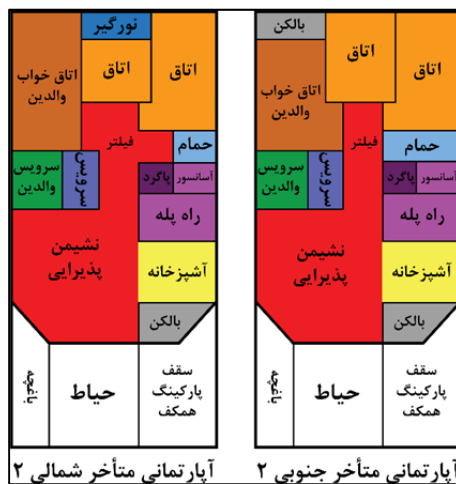 بالکن
اتاق
اتاق
اتاق خواب
والدین
فیلتر
حمام
سرویس
والدین
سرویس
آسانسور
پاگرد
راه پله
نشیمن
پذیرایی
آشپزخانه
بالکن
سقف
پارکینگ
همکف
حیاط
باغچه
آپارتمانی متأخر جنوبی ۲
نورگیر
اتاق
اتاق
اتاق خواب
والدین
فیلتر
حمام
سرویس
والدین
سرویس
آسانسور
پاگرد
راه پله
نشیمن
پذیرایی
آشپزخانه
بالکن
سقف
پارکینگ
همکف
حیاط
باغچه
آپارتمانی متأخر شمالی ۲